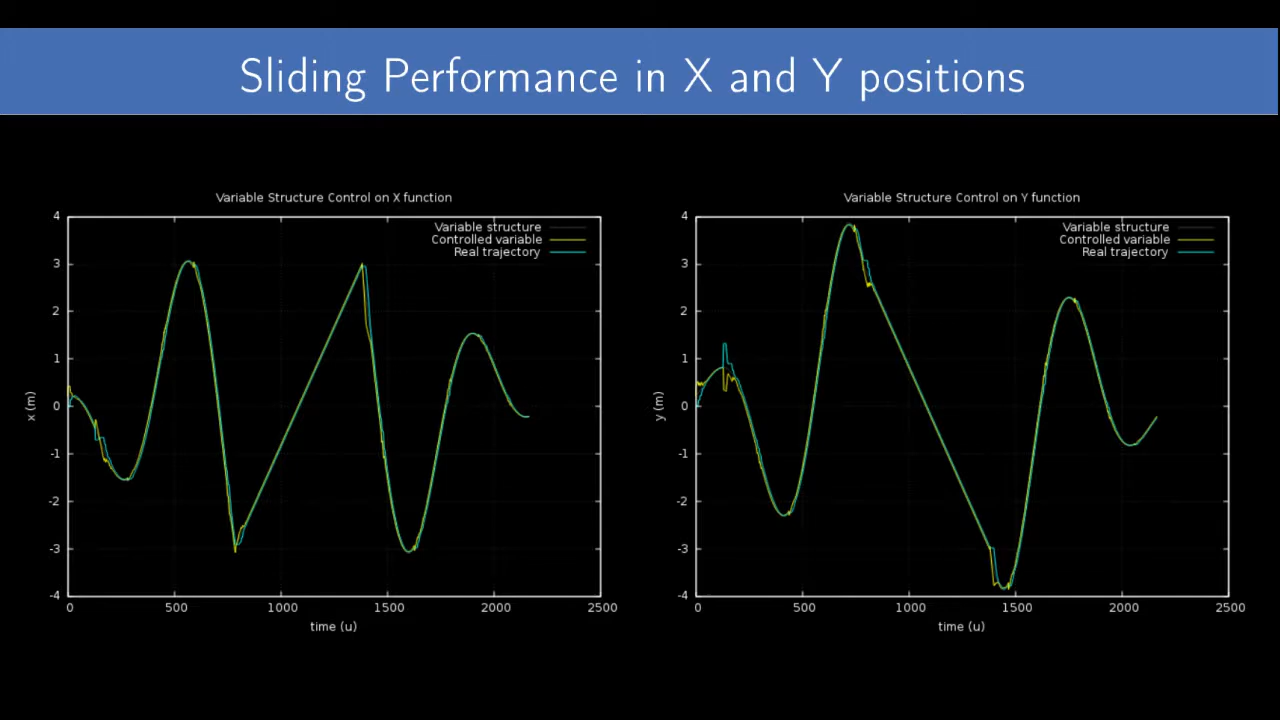 Sliding Performance in X and Y positions
Variable Structure Control on X function
4
3
2
1
0
-1
-2
-3
-4
x (m)
Variable structure
Controlled variable
Real trajectory
0 500 1000 1500 2000 2500
time (u)
Variable Structure Control on Y function
4
3
2
1
0
-1
-2
-3
-4
y (m)
Variable structure
Controlled variable
Real trajectory
0 500 1000 1500 2000 2500
time (u)